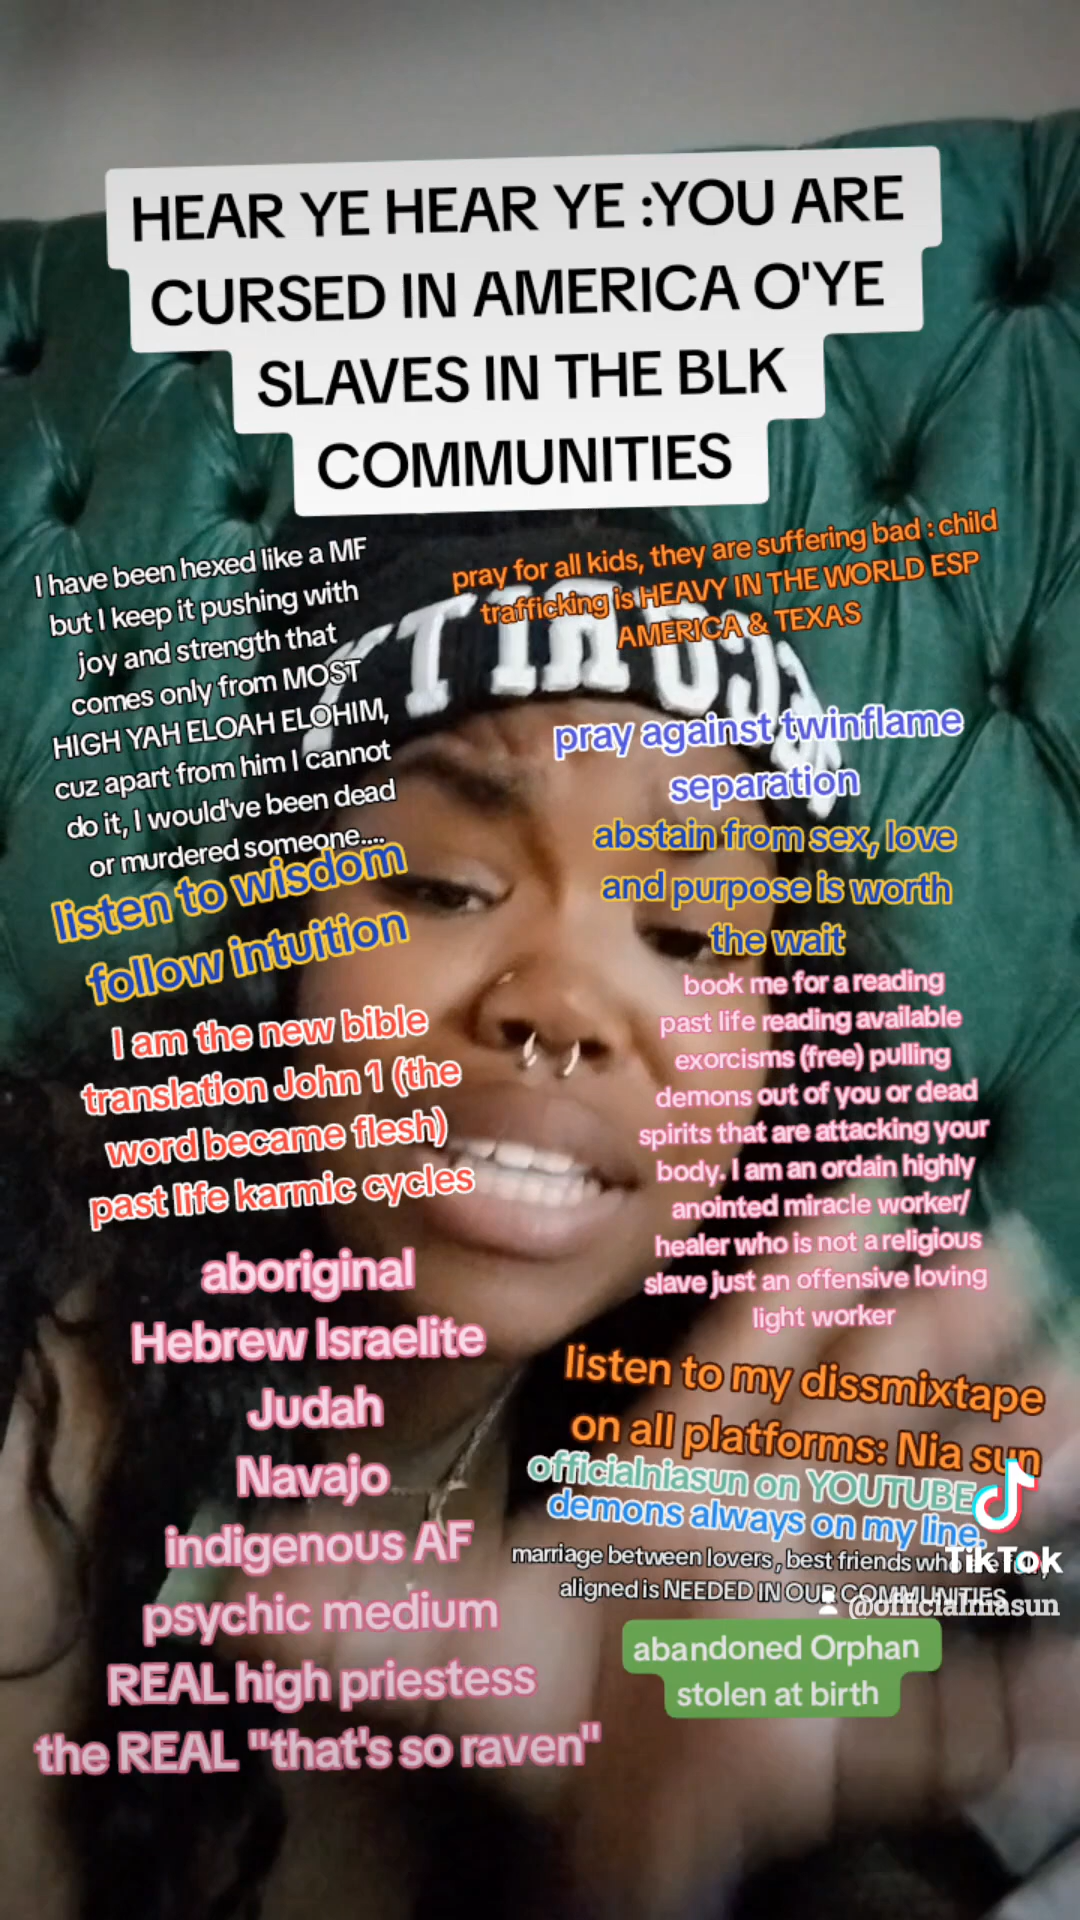 HEAR YE HEAR YE :YOU ARE
CURSED IN AMERICA O'YE
SLAVES IN THE BLK
COMMUNITIES
I have been hexed like a MF
but I keep it pushing with
joy and strength that
comes only from MOST
HIGH YAH ELOAH ELOHIM,
cuz apart from him I cannot
do it, I would've been dead
or murdered someone....
listen to wisdom
follow intuition
I am the new bible
translation John 1 (the
word became flesh)
past life karmic cycles
aboriginal
Hebrew Israelite
Judah
Navajo
indigenous AF
psychic medium
REAL high priestess
the REAL "that's so raven"
pray for all kids, they are suffering bad : child
trafficking is HEAVY IN THE WORLD ESP
AMERICA & TEXAS
pray against twinflame
separation
abstain from sex, love
and purpose is worth
the wait
book me for a reading
past life reading available
exorcisms (free) pulling
demons out of you or dead
spirits that are attacking your
body. I am an ordain highly
anointed miracle worker/
healer who is not a religious
slave just an offensive loving
light worker
listen to my dissmixtape
on all platforms: Nia sun
officialniasun on YOUTUBE
demons always on my line.
marriage between lovers, best friends who
aligned is NEEDED IN OUR COMMUNITIES
TikTok
@officialniasun
abandoned Orphan
stolen at birth